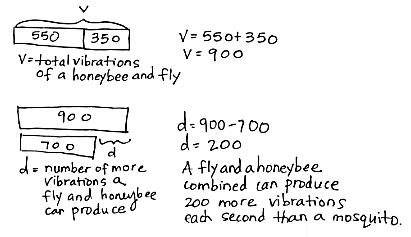 V
550 350
V = 550+350
V = 900
V = total vibrations
of a honeybee and fly
900
700
d
d = 900-700
d = 200
d = number of more
vibrations a
fly and honeybee
can produce
A fly and a honeybee
combined can produce
200 more vibrations
each second than a mosquito.